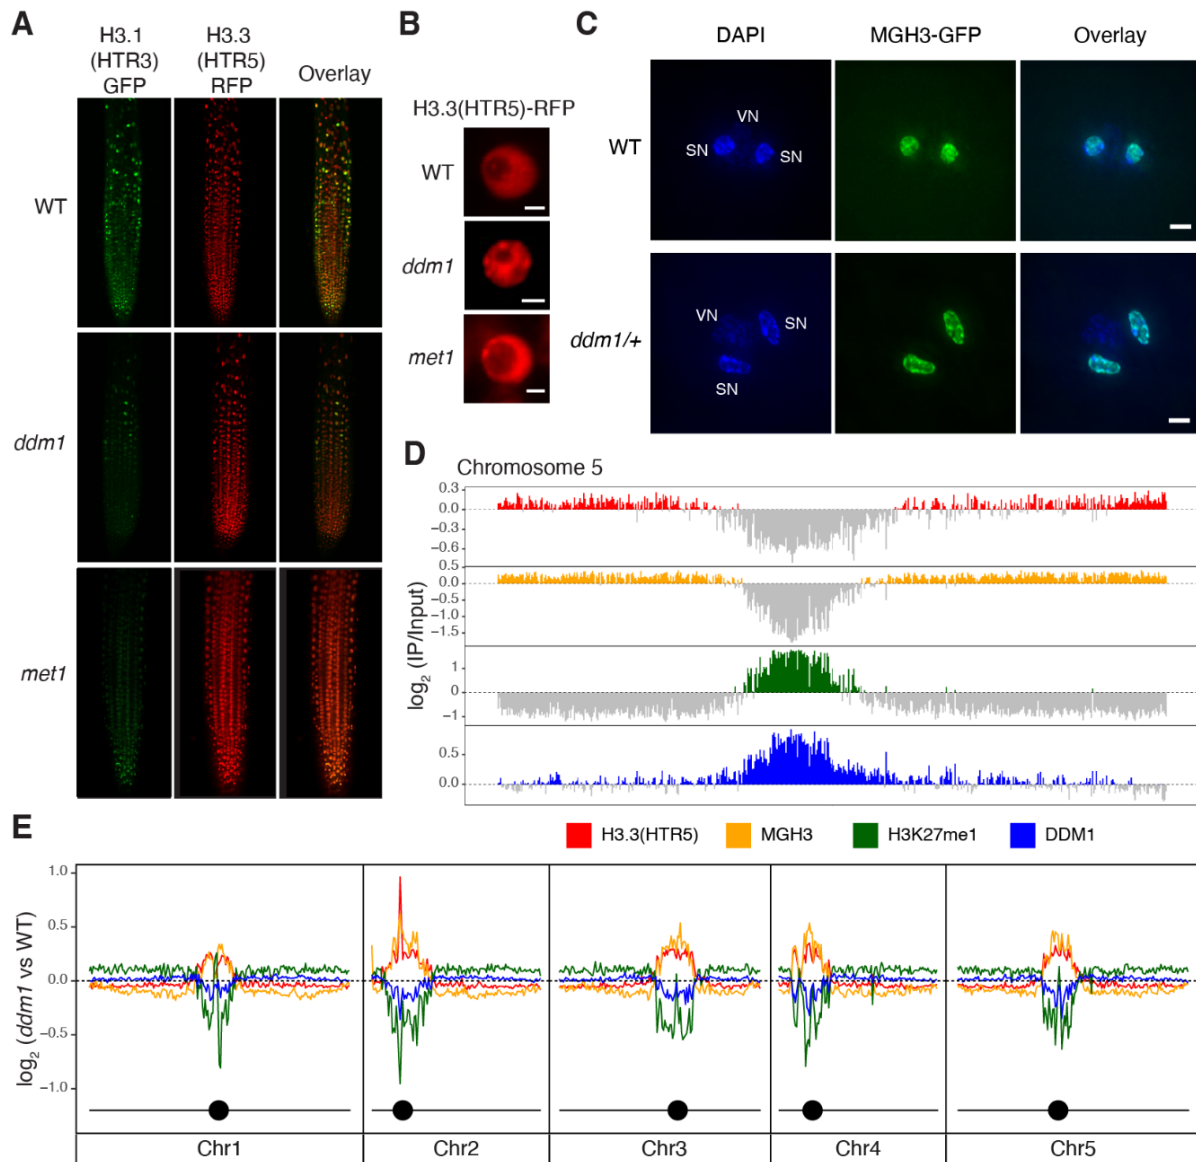 A
H3.1
(HTR3)
GFP
H3.3
(HTR5)
RFP
Overlay
WT
ddm1
met1
B
H3.3(HTR5)-RFP
WT
ddm1
met1
C
DAPI
MGH3-GFP
Overlay
WT
VN
SN
SN
ddm1/+
VN
SN
SN
D
Chromosome 5
log2 (IP/Input)
0.3
0.0
−0.3
−0.6
0.5
0.0
−0.5
−1.0
−1.5
1
0
−1
0.5
0.0
H3.3(HTR5)
MGH3
H3K27me1
DDM1
E
log2 (ddm1 vs WT)
1.0
0.5
0.0
−0.5
−1.0
Chr1
Chr2
Chr3
Chr4
Chr5